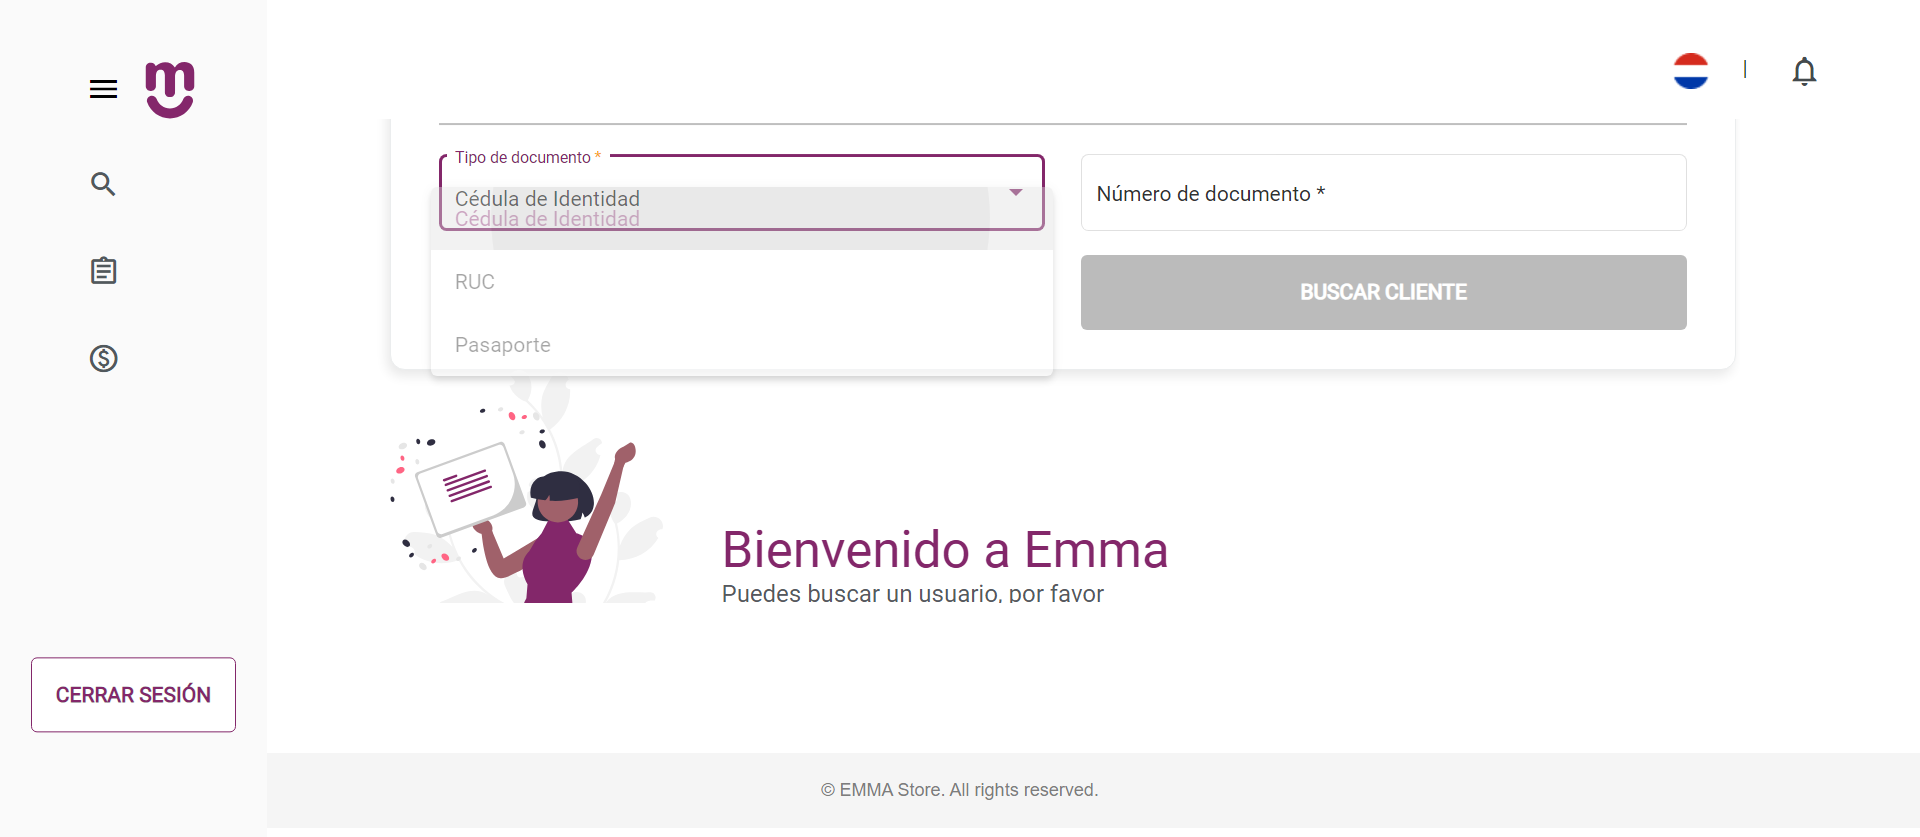 Tipo de documento *
Cédula de Identidad
Cédula de Identidad
RUC
Pasaporte
Número de documento *
BUSCAR CLIENTE
Bienvenido a Emma
Puedes buscar un usuario, por favor
CERRAR SESIÓN
© EMMA Store. All rights reserved.